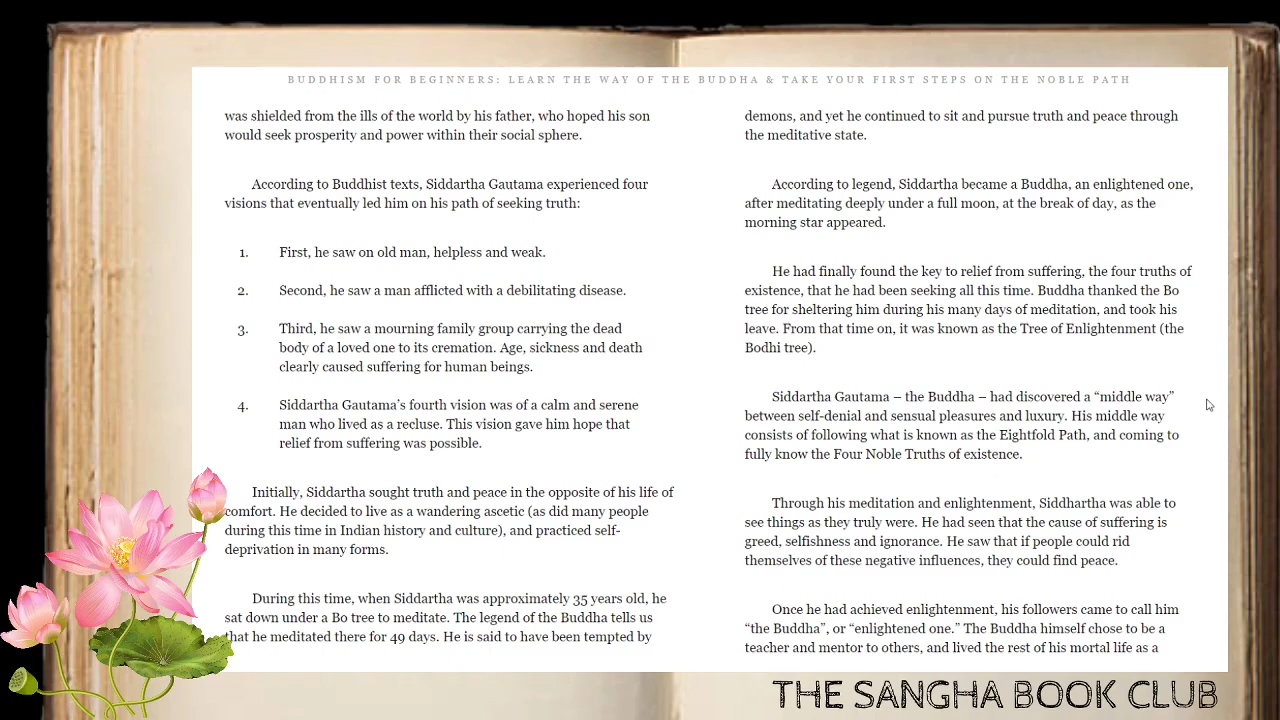 BUDDHISM FOR BEGINNERS: LEARN THE WAY OF THE BUDDHA & TAKE YOUR FIRST STEPS ON THE NOBLE PATH
was shielded from the ills of the world by his father, who hoped his son
would seek prosperity and power within their social sphere.
According to Buddhist texts, Siddartha Gautama experienced four
visions that eventually led him on his path of seeking truth:
1. First, he saw on old man, helpless and weak.
2. Second, he saw a man afflicted with a debilitating disease.
3. Third, he saw a mourning family group carrying the dead
body of a loved one to its cremation. Age, sickness and death
clearly caused suffering for human beings.
4. Siddartha Gautama's fourth vision was of a calm and serene
man who lived as a recluse. This vision gave him hope that
relief from suffering was possible.
Initially, Siddartha sought truth and peace in the opposite of his life of
comfort. He decided to live as a wandering ascetic (as did many people
during this time in Indian history and culture), and practiced self-
deprivation in many forms.
During this time, when Siddartha was approximately 35 years old, he
sat down under a Bo tree to meditate. The legend of the Buddha tells us
that he meditated there for 49 days. He is said to have been tempted by
demons, and yet he continued to sit and pursue truth and peace through
the meditative state.
According to legend, Siddartha became a Buddha, an enlightened one,
after meditating deeply under a full moon, at the break of day, as the
morning star appeared.
He had finally found the key to relief from suffering, the four truths of
existence, that he had been seeking all this time. Buddha thanked the Bo
tree for sheltering him during his many days of meditation, and took his
leave. From that time on, it was known as the Tree of Enlightenment (the
Bodhi tree).
Siddartha Gautama – the Buddha – had discovered a “middle way”
between self-denial and sensual pleasures and luxury. His middle way
consists of following what is known as the Eightfold Path, and coming to
fully know the Four Noble Truths of existence.
Through his meditation and enlightenment, Siddhartha was able to
see things as they truly were. He had seen that the cause of suffering is
greed, selfishness and ignorance. He saw that if people could rid
themselves of these negative influences, they could find peace.
Once he had achieved enlightenment, his followers came to call him
“the Buddha”, or “enlightened one.” The Buddha himself chose to be a
teacher and mentor to others, and lived the rest of his mortal life as a
THE SANGHA BOOK CLUB